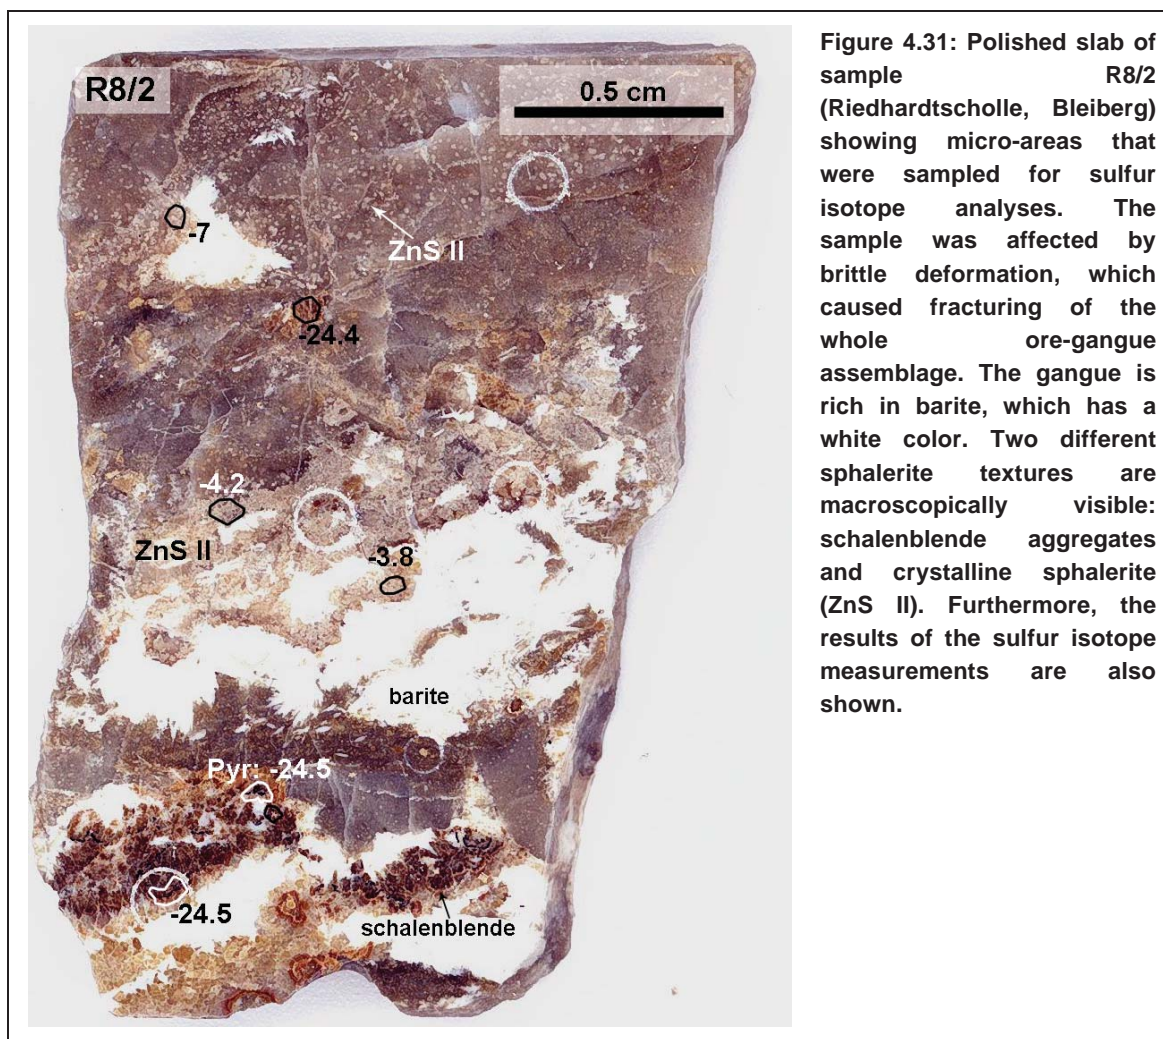 R8/2
0.5 cm
-7
ZnS II
-24.4
-4.2
ZnS II
-3.8
barite
Pyr: -24.5
-24.5
schalenblende
Figure 4.31: Polished slab of
sample R8/2
(Riedhardtscholle, Bleiberg)
showing micro-areas that
were sampled for sulfur
isotope analyses. The
sample was affected by
brittle deformation, which
caused fracturing of the
whole ore-gangue
assemblage. The gangue is
rich in barite, which has a
white color. Two different
sphalerite textures are
macroscopically visible:
schalenblende aggregates
and crystalline sphalerite
(ZnS II). Furthermore, the
results of the sulfur isotope
measurements are also
shown.